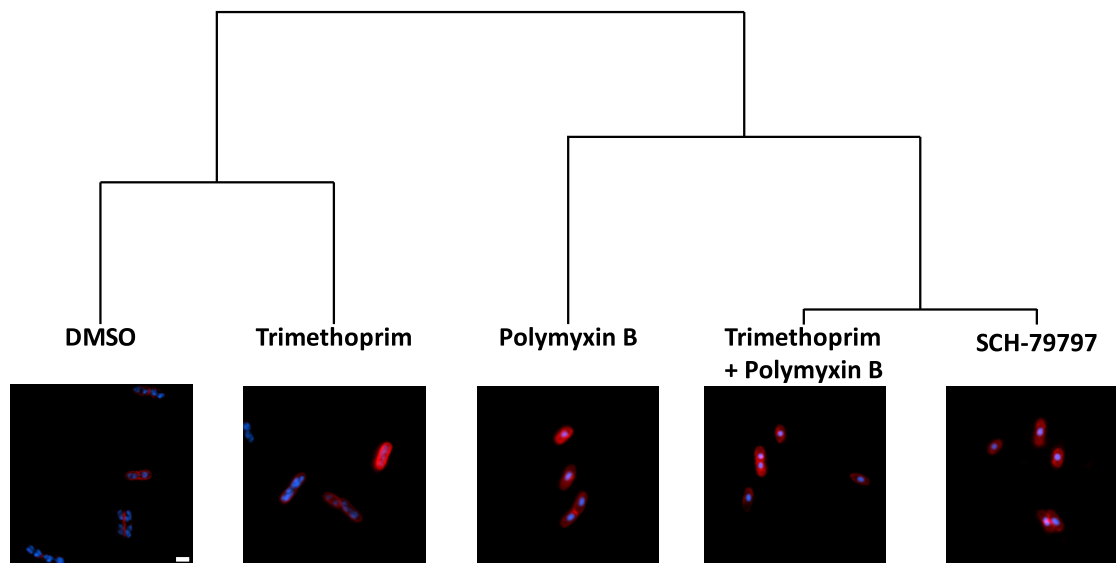 DMSO
Trimethoprim
Polymyxin B
Trimethoprim
+ Polymyxin B
SCH-79797